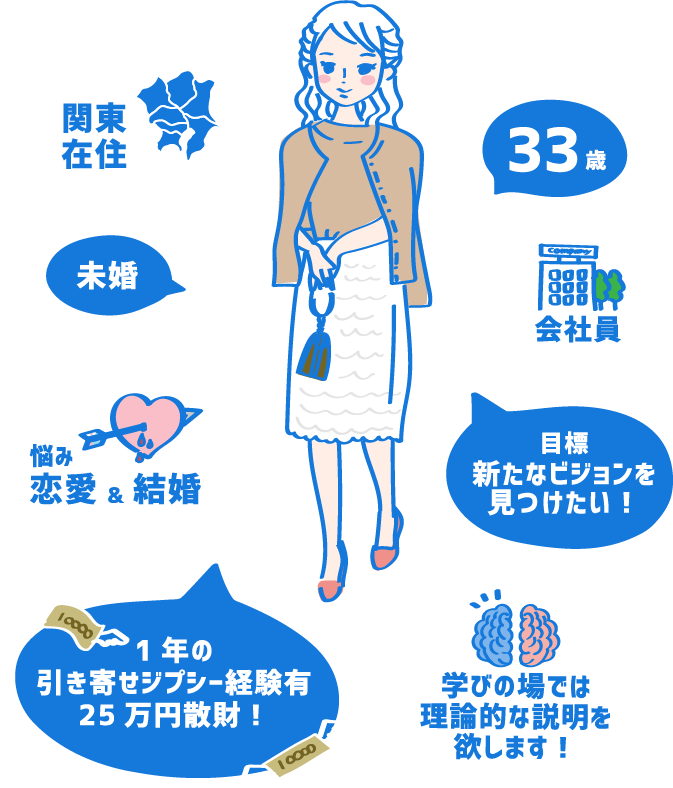 関東
在住
33歳
未婚
Company
会社員
悩み
恋愛 & 結婚
目標
新たなビジョンを
見つけたい！
10000
1年の
引き寄せジプシー経験有
25万円散財！
10000
学びの場では
理論的な説明を
欲します！